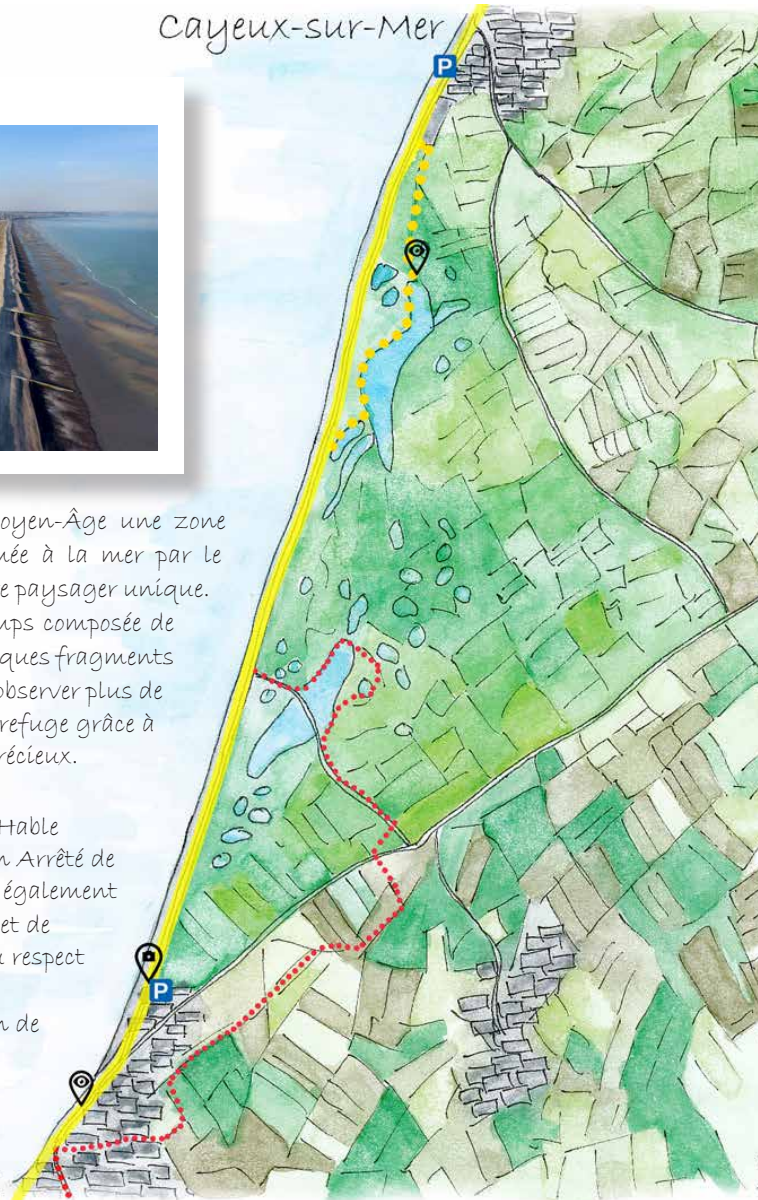 Cayeux-sur-Mer
P
oyen-Âge une zone
née à la mer par le
e paysager unique.
mps composée de
ques fragments
observer plus de
refuge grâce à
récieux.
Hable
n Arrêté de
également
et de
u respect
n de
P